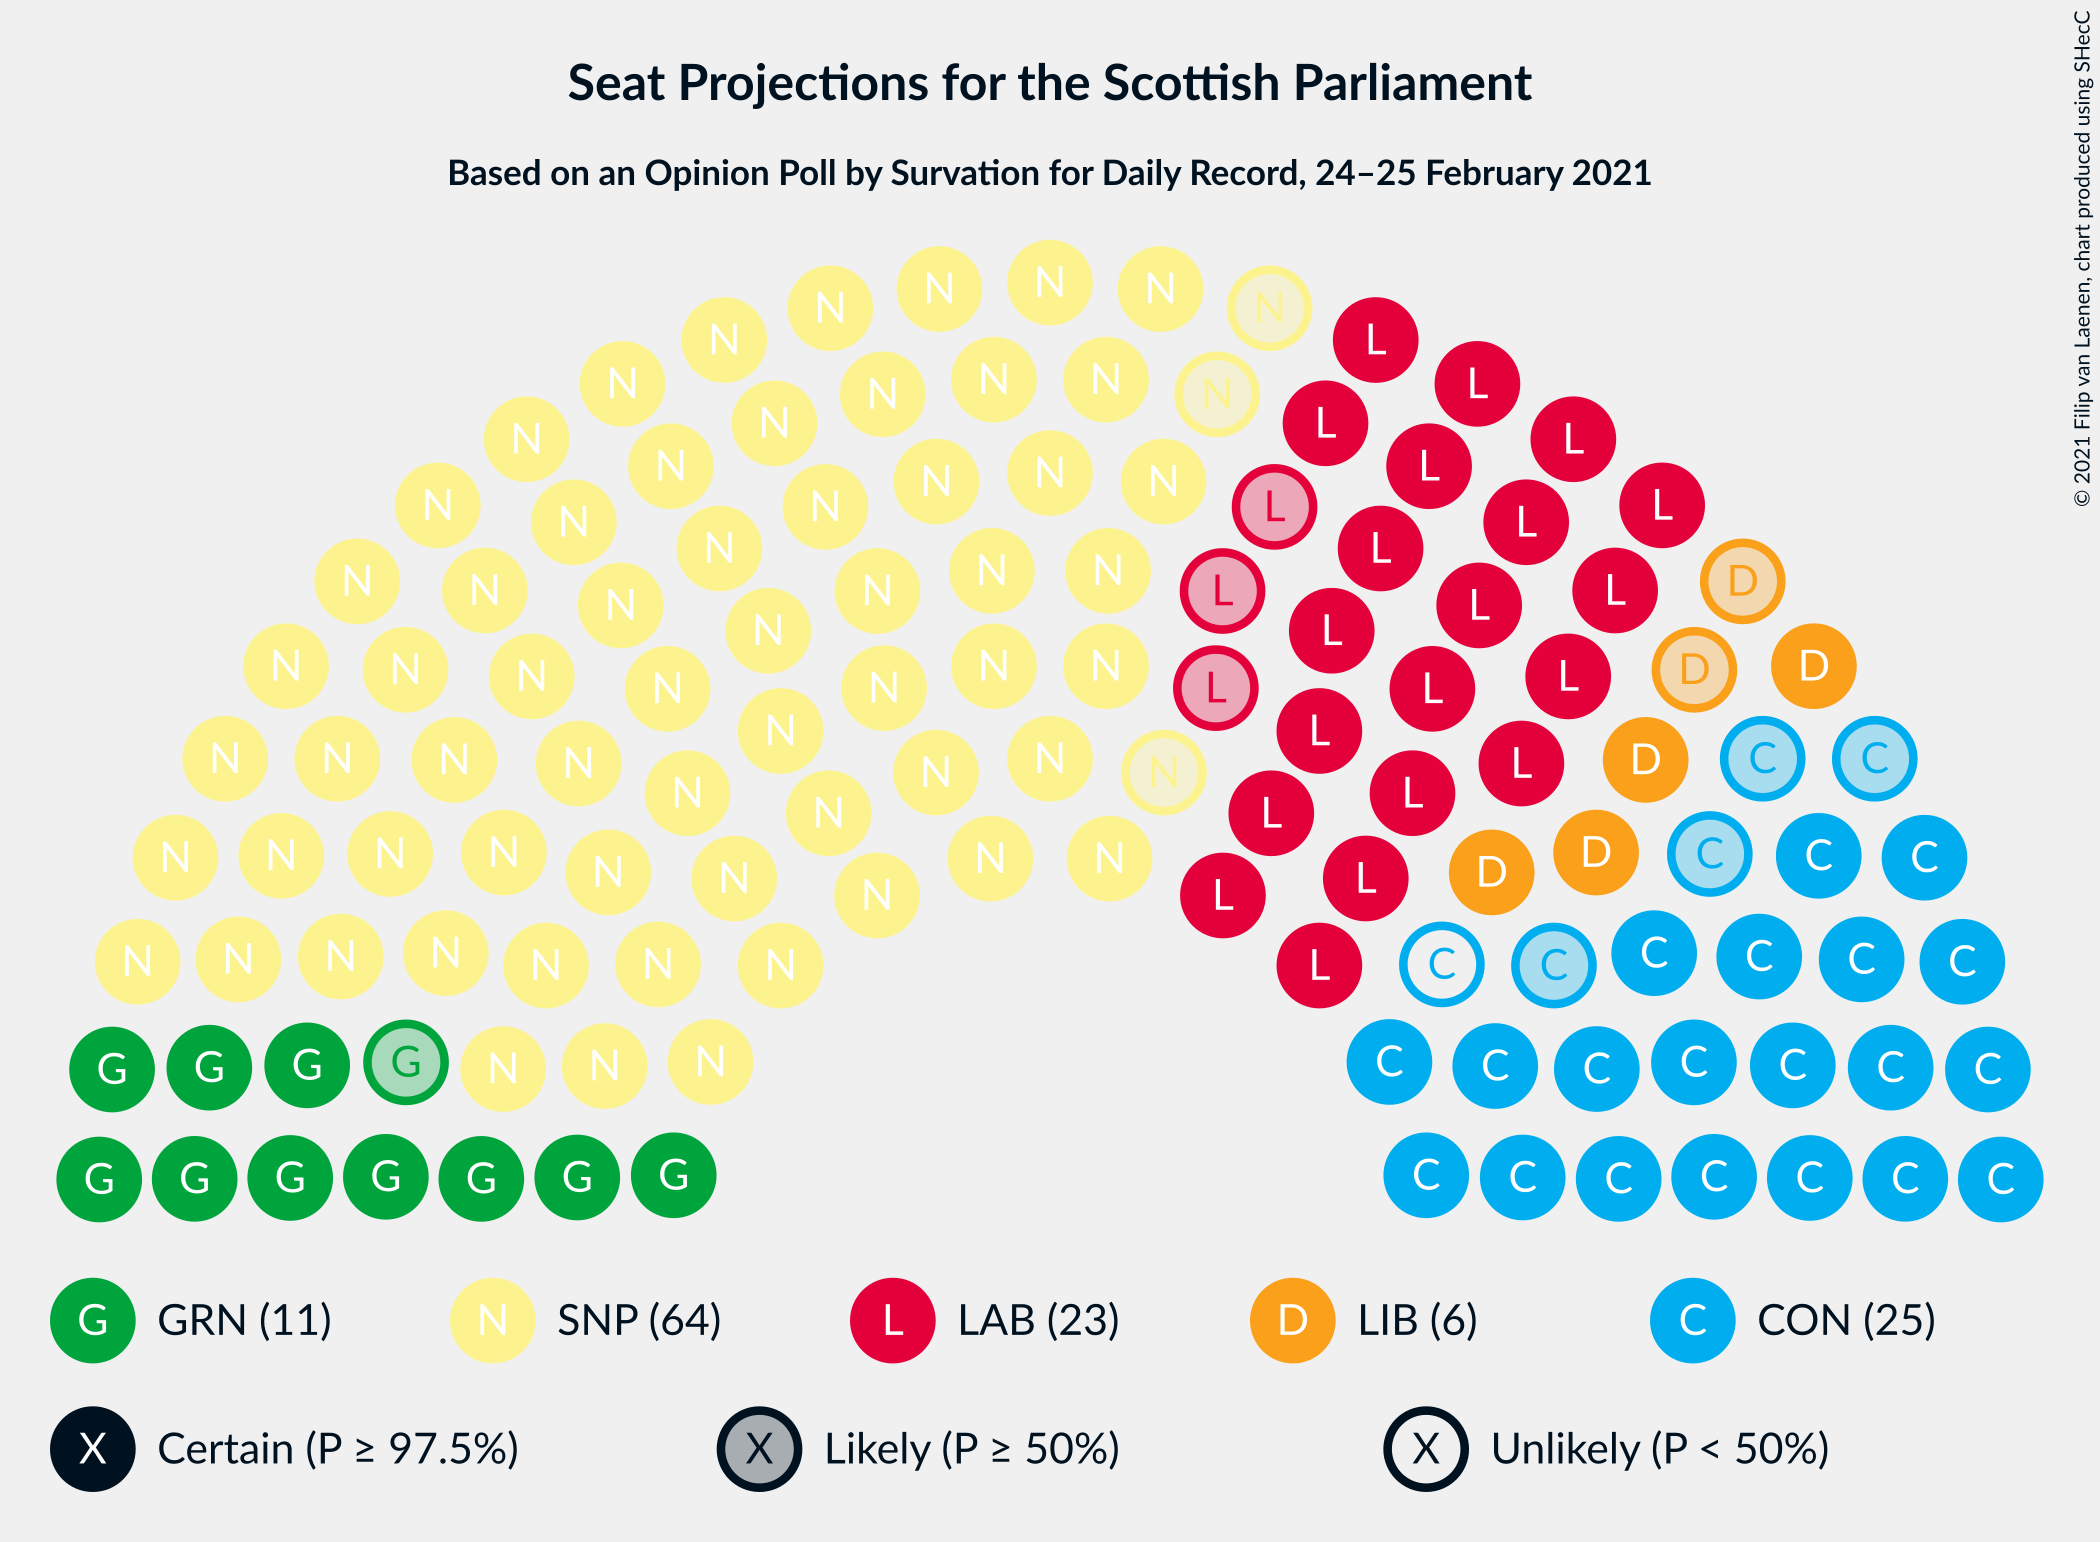 © 2021 Filip van Laenen, chart produced using SHecC
Seat Projections for the Scottish Parliament
Based on an Opinion Poll by Survation for Daily Record, 24–25 February 2021
N N N N N N L
N N N N N N N L L L
N N N N N N N L L L L
N N N N N N N L L L L D
N N N N N N N N L L L L D D
N N N N N N N N N N L L L L D C C
N N N N N N N N N L L D D C C C
N N N N N N N L C C C C C C
G G G G N N N C C C C C C C
G G G G G G G C C C C C C C
G GRN (11) N SNP (64) L LAB (23) D LIB (6) C CON (25)
X Certain (P ≥ 97.5%) X Likely (P ≥ 50%) X Unlikely (P < 50%)